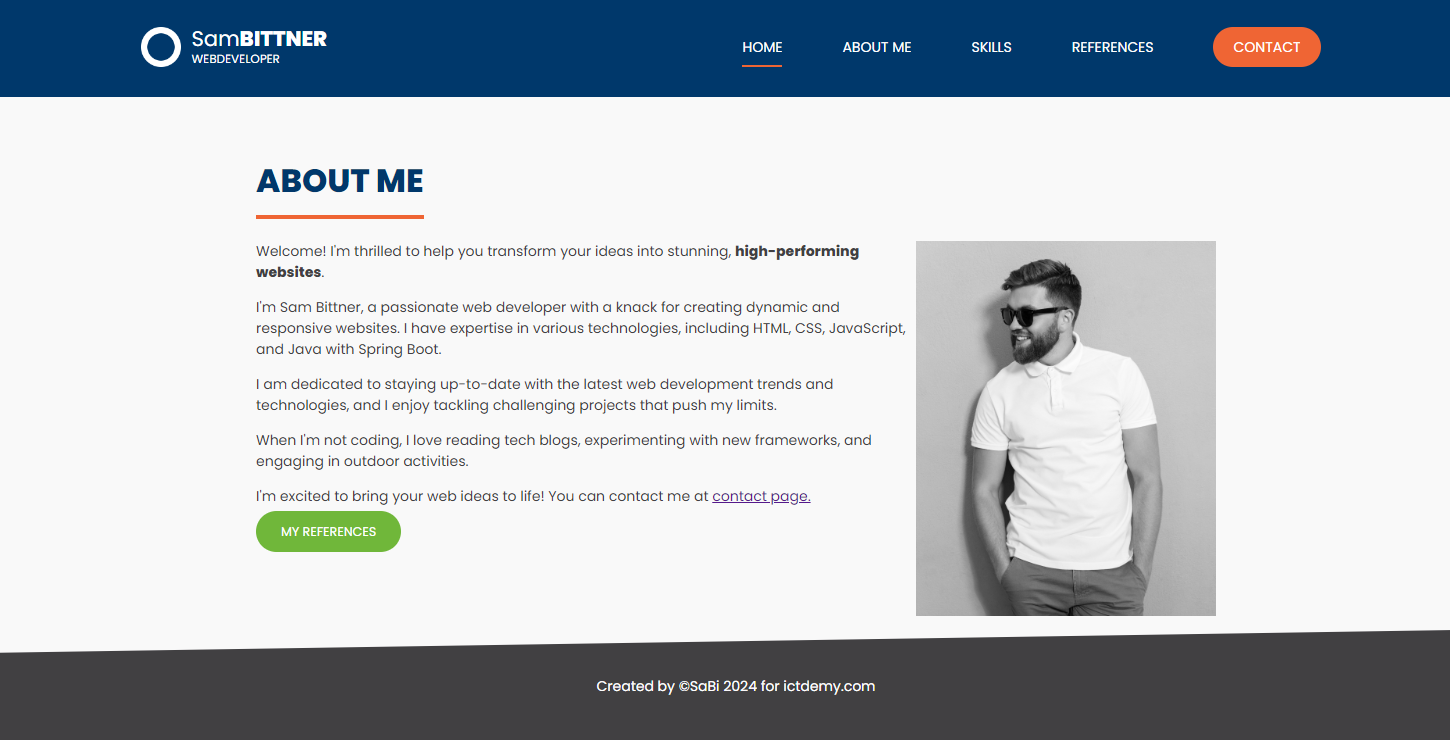 SamBITTNER
WEBDEVELOPER
HOME
ABOUT ME
SKILLS
REFERENCES
CONTACT
ABOUT ME
Welcome! I'm thrilled to help you transform your ideas into stunning, high-performing
websites.
I'm Sam Bittner, a passionate web developer with a knack for creating dynamic and
responsive websites. I have expertise in various technologies, including HTML, CSS, JavaScript,
and Java with Spring Boot.
I am dedicated to staying up-to-date with the latest web development trends and
technologies, and I enjoy tackling challenging projects that push my limits.
When I'm not coding, I love reading tech blogs, experimenting with new frameworks, and
engaging in outdoor activities.
I'm excited to bring your web ideas to life! You can contact me at contact page.
MY REFERENCES
Created by ©SaBi 2024 for ictdemy.com